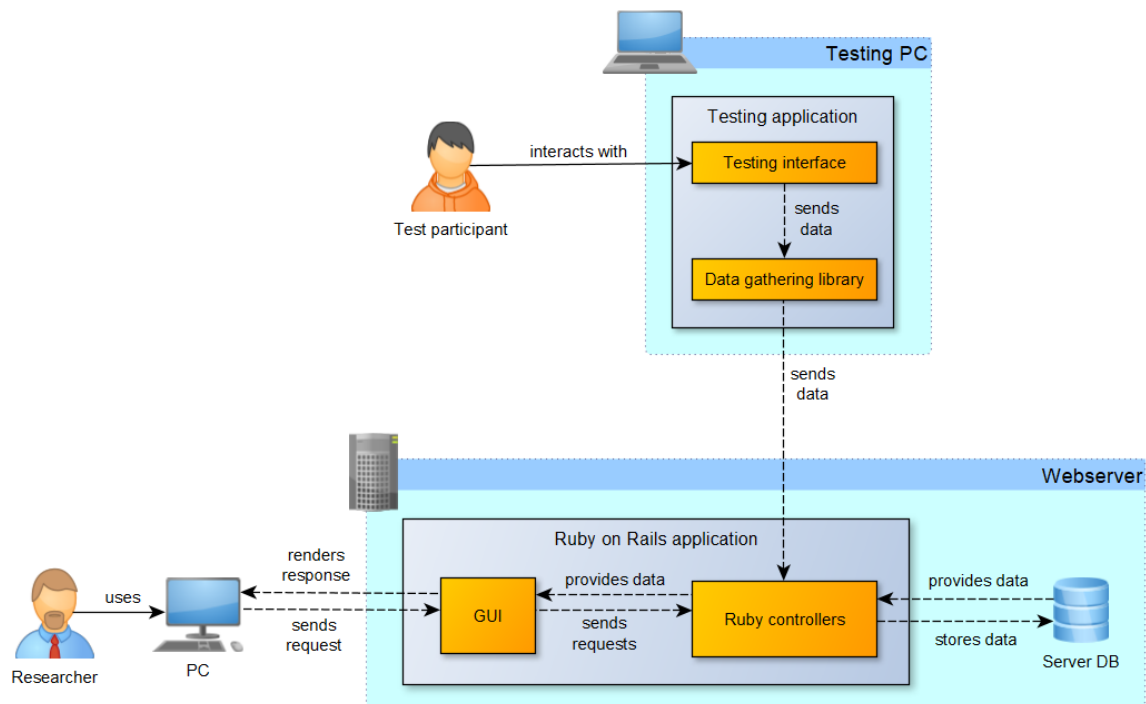 Testing PC
Testing application
interacts with
Testing interface
sends
data
Test participant
Data gathering library
sends
data
Webserver
Ruby on Rails application
renders
response
provides data
provides data
uses
GUI
Ruby controllers
sends
request
sends
requests
stores data
Researcher
PC
Server DB